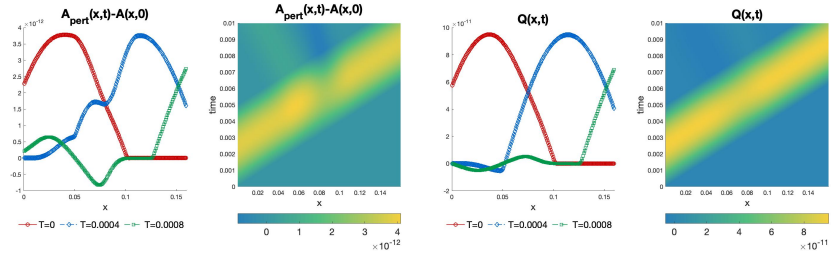 A_pert(x,t)-A(x,0)
×10⁻¹²
4
3.5
3
2.5
2
1.5
1
0.5
0
-0.5
-1
0 0.05 0.1 0.15
x
T=0 T=0.0004 T=0.0008
A_pert(x,t)-A(x,0)
time
0.01
0.009
0.008
0.007
0.006
0.005
0.004
0.003
0.002
0.001
0
0.02 0.04 0.06 0.08 0.1 0.12 0.14
x
0 1 2 3 4
×10⁻¹²
Q(x,t)
×10⁻¹¹
10
8
6
4
2
0
-2
0 0.05 0.1 0.15
x
T=0 T=0.0004 T=0.0008
Q(x,t)
time
0.01
0.009
0.008
0.007
0.006
0.005
0.004
0.003
0.002
0.001
0
0.02 0.04 0.06 0.08 0.1 0.12 0.14
x
0 2 4 6 8
×10⁻¹¹